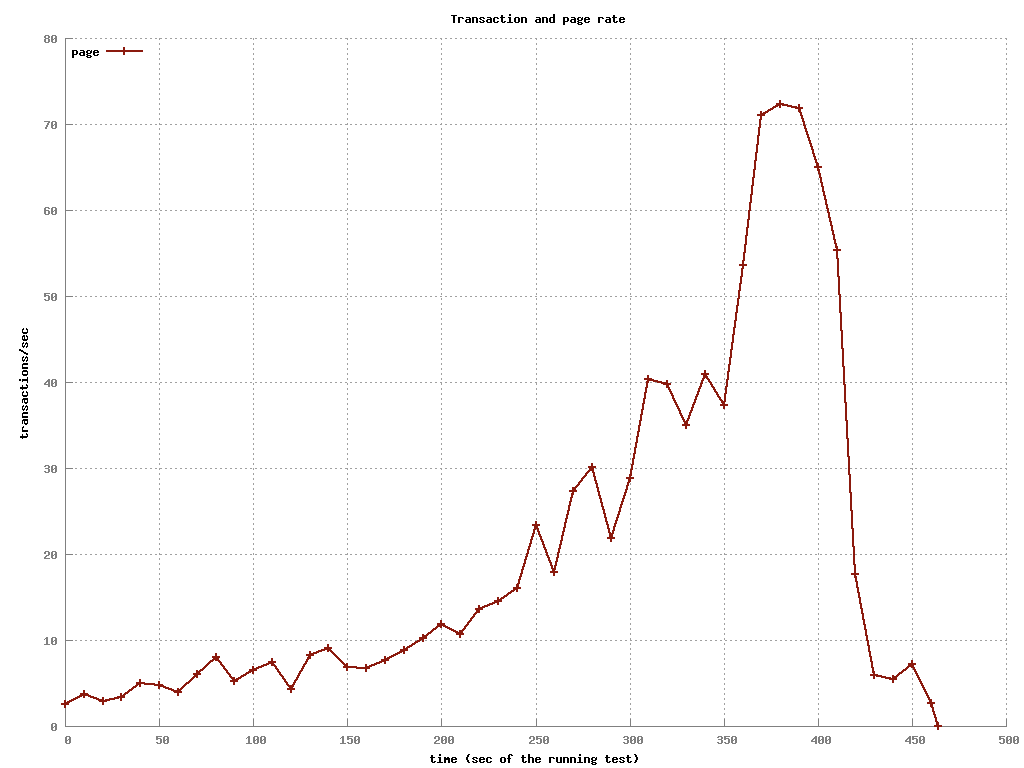 Transaction and page rate
page
80
70
60
50
40
30
20
10
0
transactions/sec
0 50 100 150 200 250 300 350 400 450 500
time (sec of the running test)